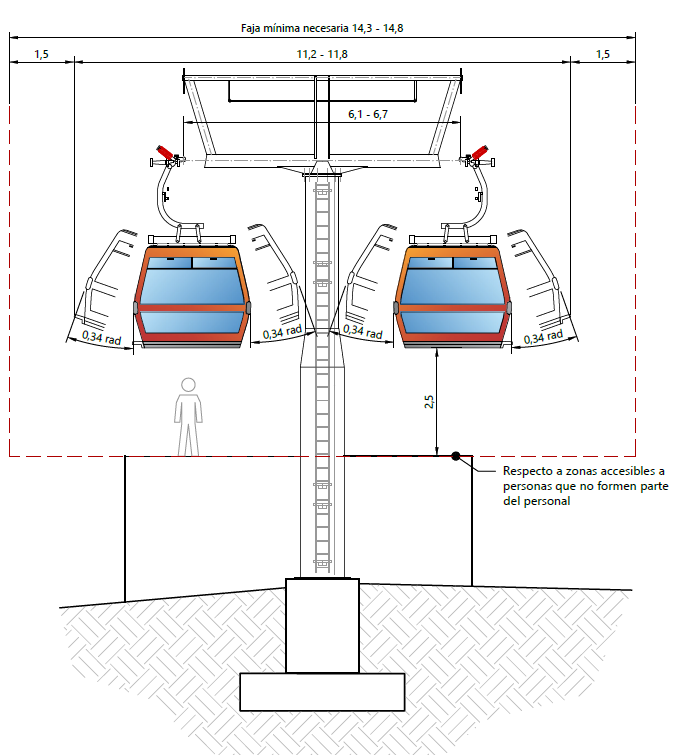 Faja mínima necesaria 14,3 - 14,8
1,5
11,2 - 11,8
1,5
6,1 - 6,7
0,34 rad
0,34 rad
0,34 rad
0,34 rad
2,5
Respecto a zonas accesibles a
personas que no formen parte
del personal